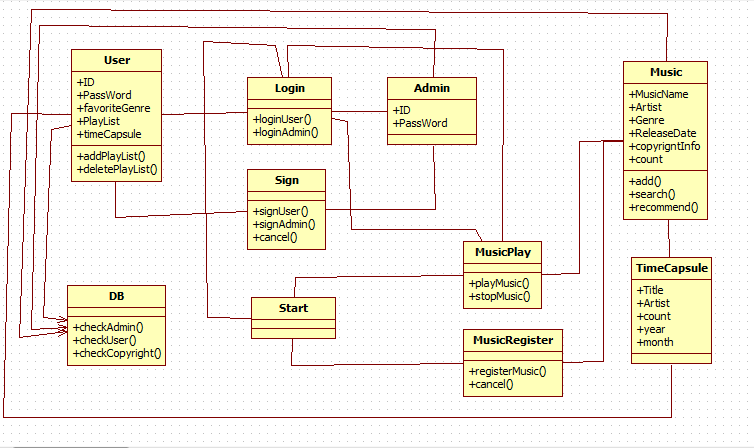 User
+ID
+PassWord
+favoriteGenre
+PlayList
+timeCapsule
+addPlayList()
+deletePlayList()
Login
+loginUser()
+loginAdmin()
Admin
+ID
+PassWord
Music
+MusicName
+Artist
+Genre
+ReleaseDate
+copyrigntInfo
+count
+add()
+search()
+recommend()
Sign
+signUser()
+signAdmin()
+cancel()
MusicPlay
+playMusic()
+stopMusic()
TimeCapsule
+Title
+Artist
+count
+year
+month
DB
+checkAdmin()
+checkUser()
+checkCopyright()
Start
MusicRegister
+registerMusic()
+cancel()